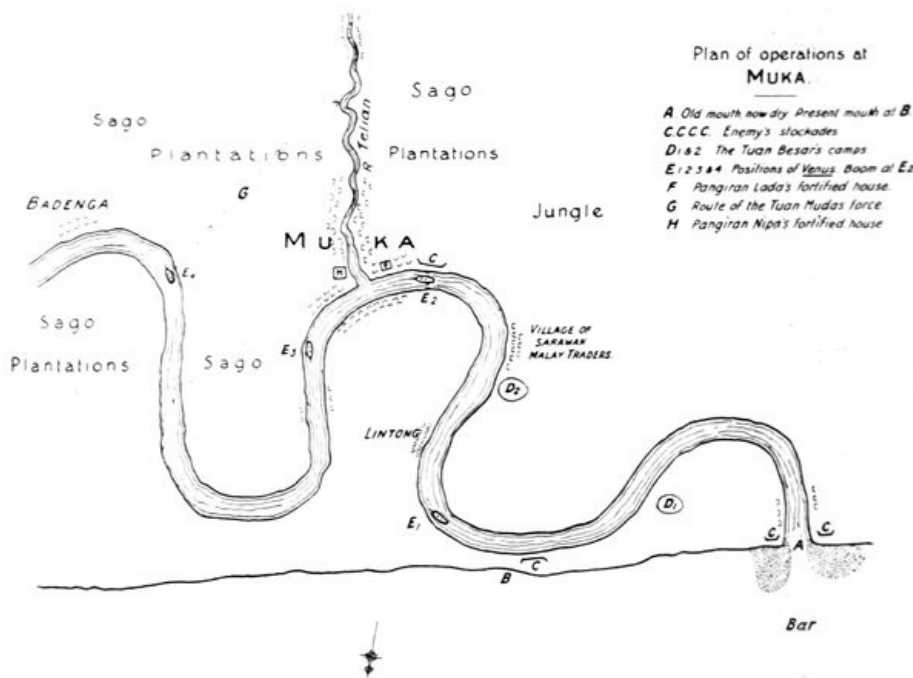 Plan of operations at
MUKA.
A. Old mouth, now dry. Present mouth at B.
C.C.C.C. Enemy's stockades
D1&2 The Tuan Besar's camps
E1 2 3 &4 Positions of Venus. Boom at E2
F Pangiran Lada's fortified house.
G Route of the Tuan Mudas force
H Pangiran Nipa's fortified house
Sago
Sago
Plantations
Plantations
R. Telian
G
BADENGA
Jungle
MUKA
H
F
C
E4
E2
Sago
Plantations
Sago
E3
VILLAGE OF
SARAWAK
MALAY TRADERS.
D2
LINTONG
D1
E1
C
C
A
C
B
Bar